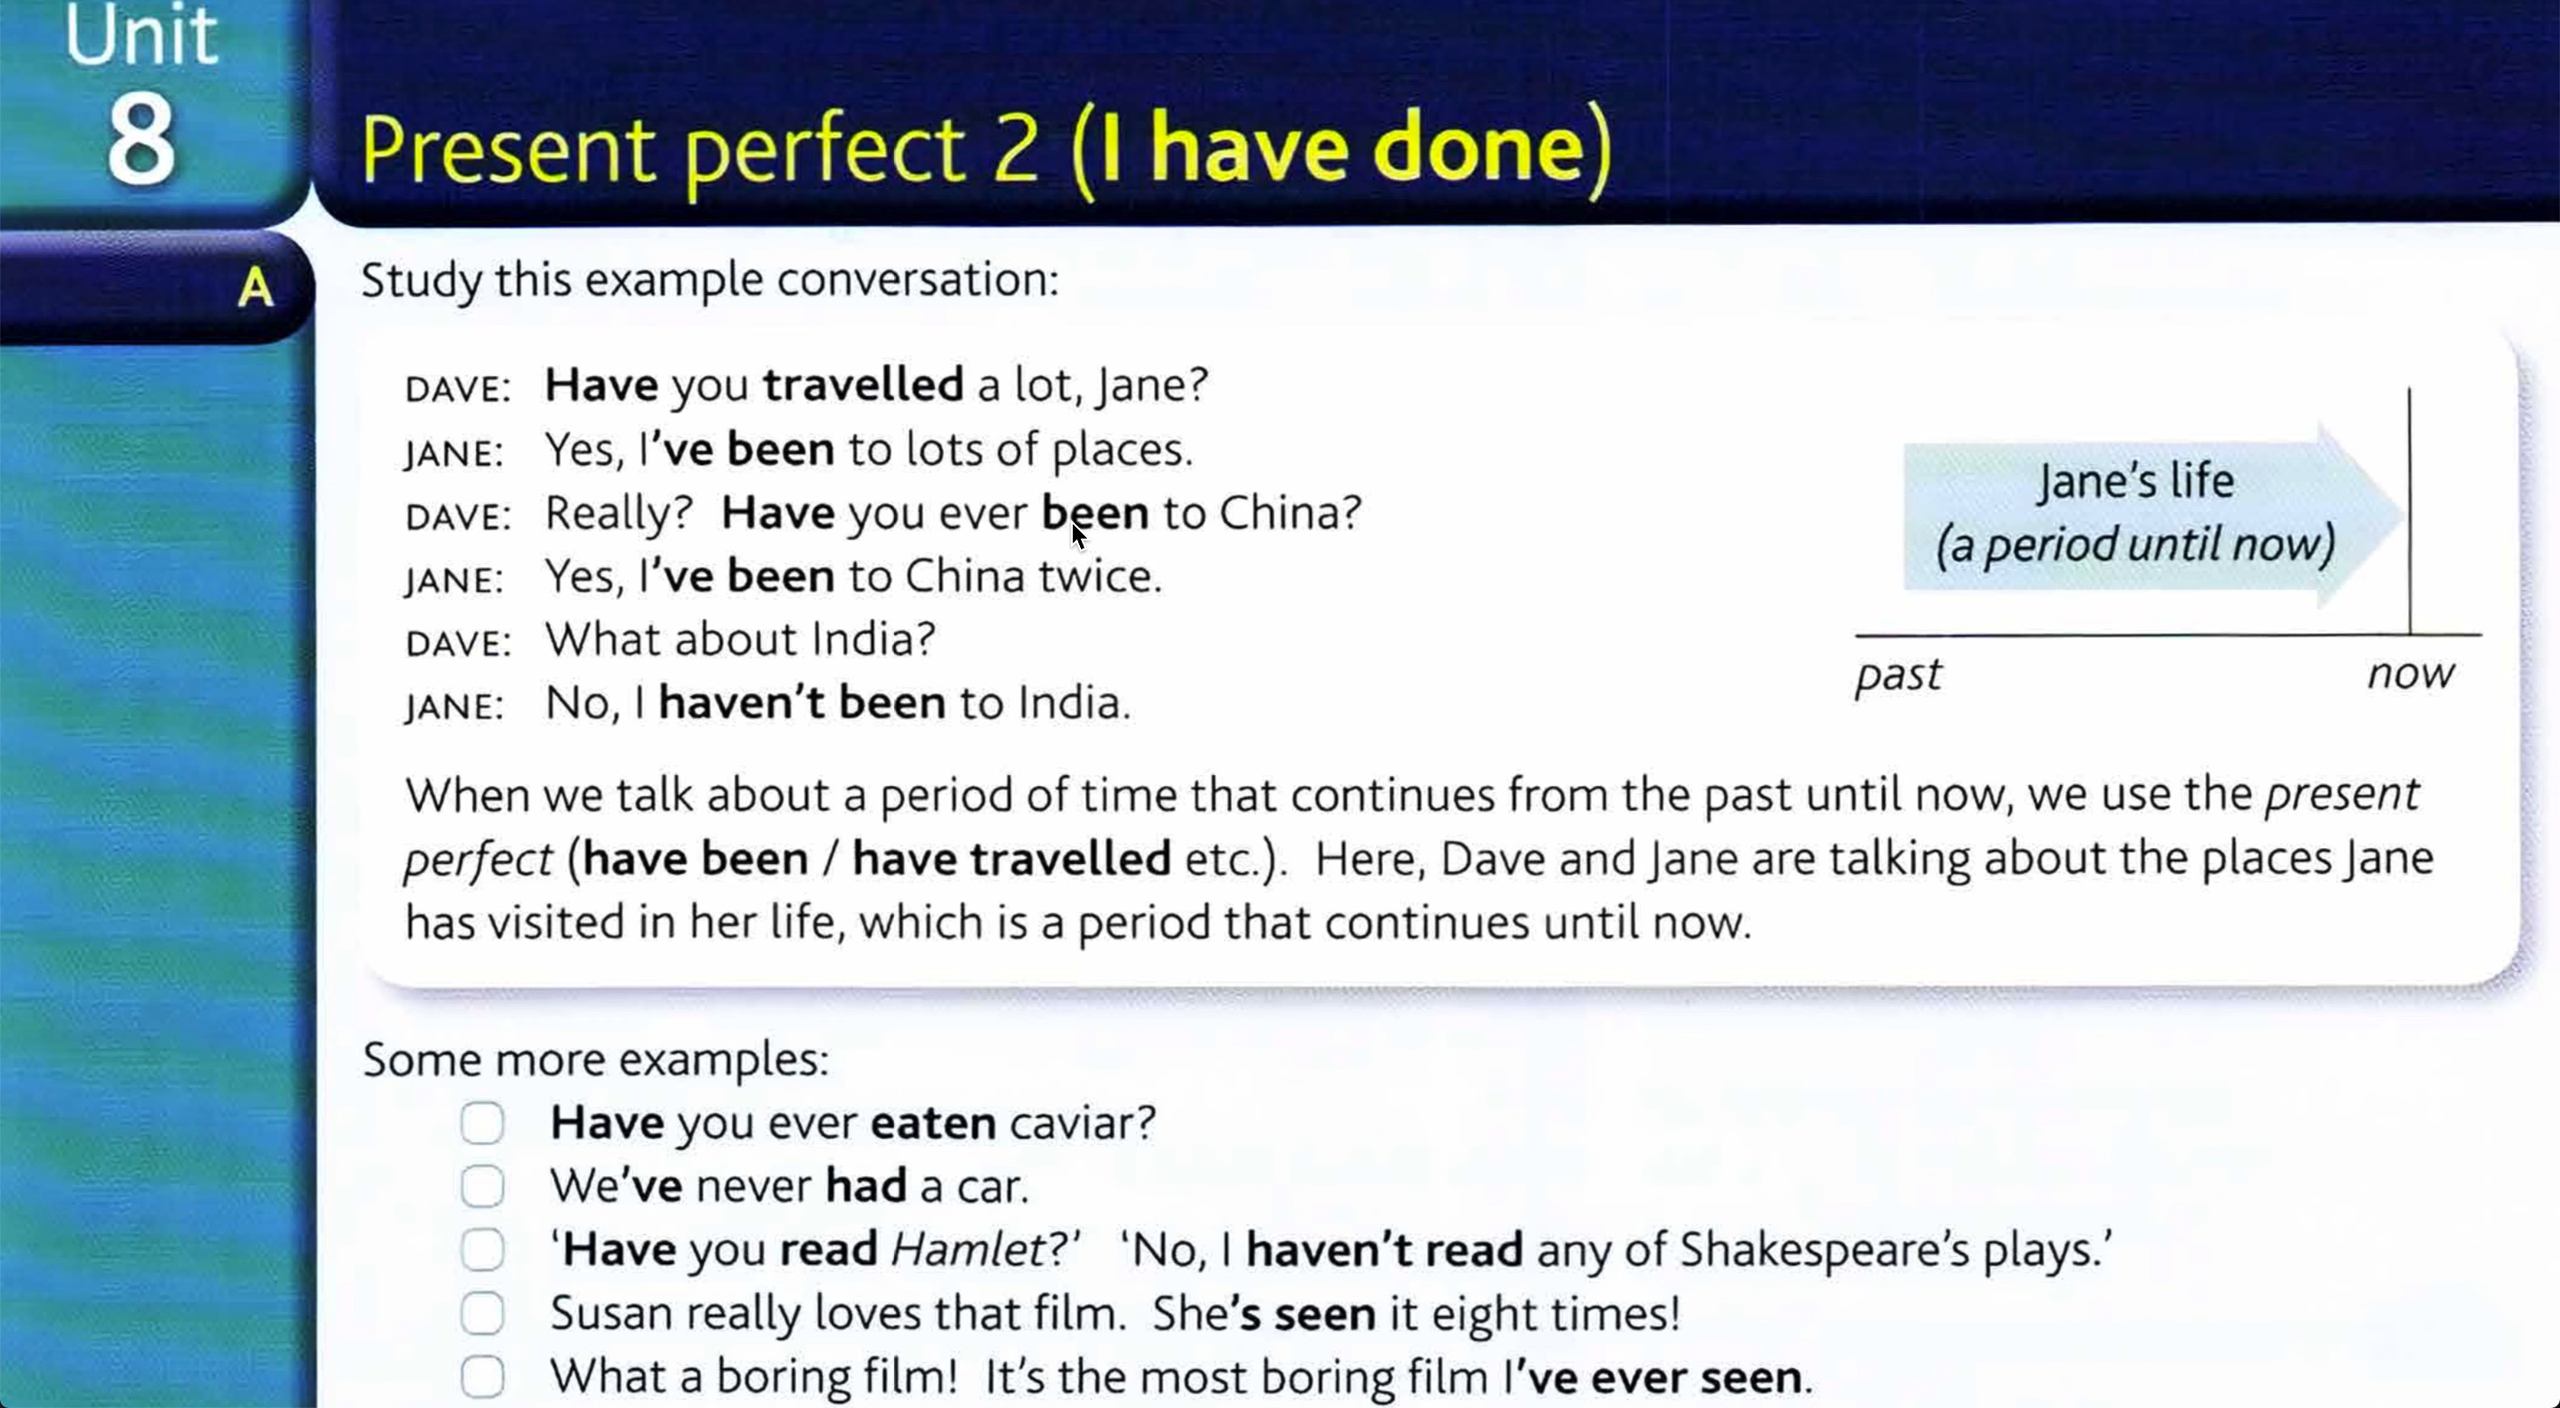 Unit
8
Present perfect 2 (I have done)
A
Study this example conversation:
DAVE: Have you travelled a lot, Jane?
JANE: Yes, I've been to lots of places.
DAVE: Really? Have you ever been to China?
JANE: Yes, I've been to China twice.
DAVE: What about India?
JANE: No, I haven't been to India.
Jane's life
(a period until now)
past
now
When we talk about a period of time that continues from the past until now, we use the present
perfect (have been / have travelled etc.). Here, Dave and Jane are talking about the places Jane
has visited in her life, which is a period that continues until now.
Some more examples:
Have you ever eaten caviar?
We've never had a car.
'Have you read Hamlet?' 'No, I haven't read any of Shakespeare's plays.'
Susan really loves that film. She's seen it eight times!
What a boring film! It's the most boring film I've ever seen.